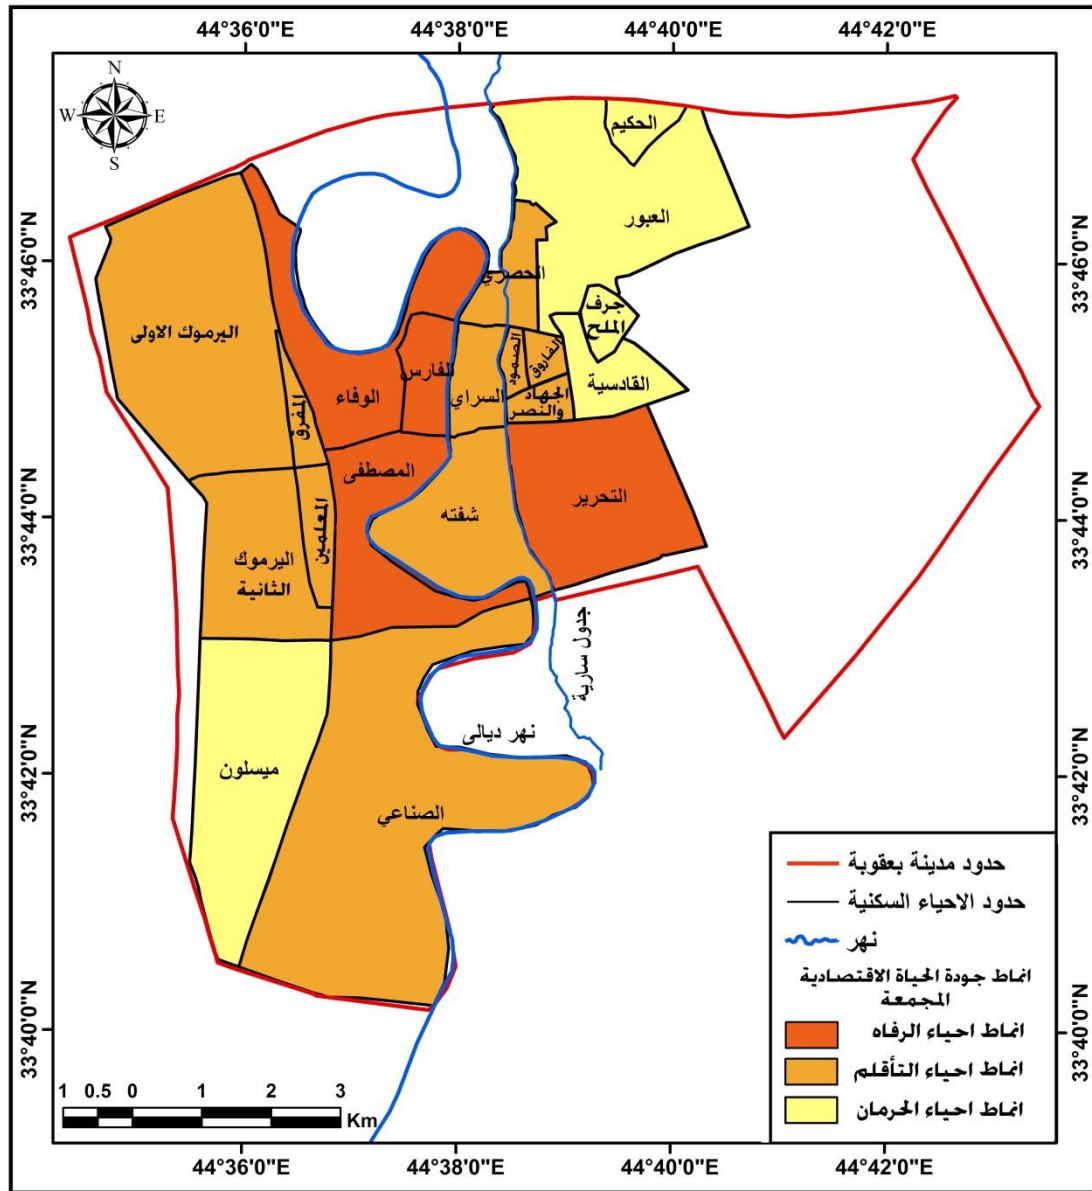 44°36'0"E
44°38'0"E
44°40'0"E
44°42'0"E
N
W
E
S
33°46'0"N
33°46'0"N
33°44'0"N
33°44'0"N
33°42'0"N
33°42'0"N
33°40'0"N
33°40'0"N
الحكيم
العبور
الحصري
جرف
الملح
اليرموك الاولى
الفارس
الصمود
الفاروق
القادسية
الوفاء
السراي
الجهاد
والنصر
المفرق
المصطفى
التحرير
شفته
المعلمين
اليرموك
الثانية
جدول سارية
نهر ديالى
ميسلون
الصناعي
حدود مدينة بعقوبة
حدود الاحياء السكنية
نهر
انماط جودة الحياة الاقتصادية
المجمعة
انماط احياء الرفاه
انماط احياء التأقلم
انماط احياء الحرمان
1 0.5 0 1 2 3
Km
44°36'0"E
44°38'0"E
44°40'0"E
44°42'0"E